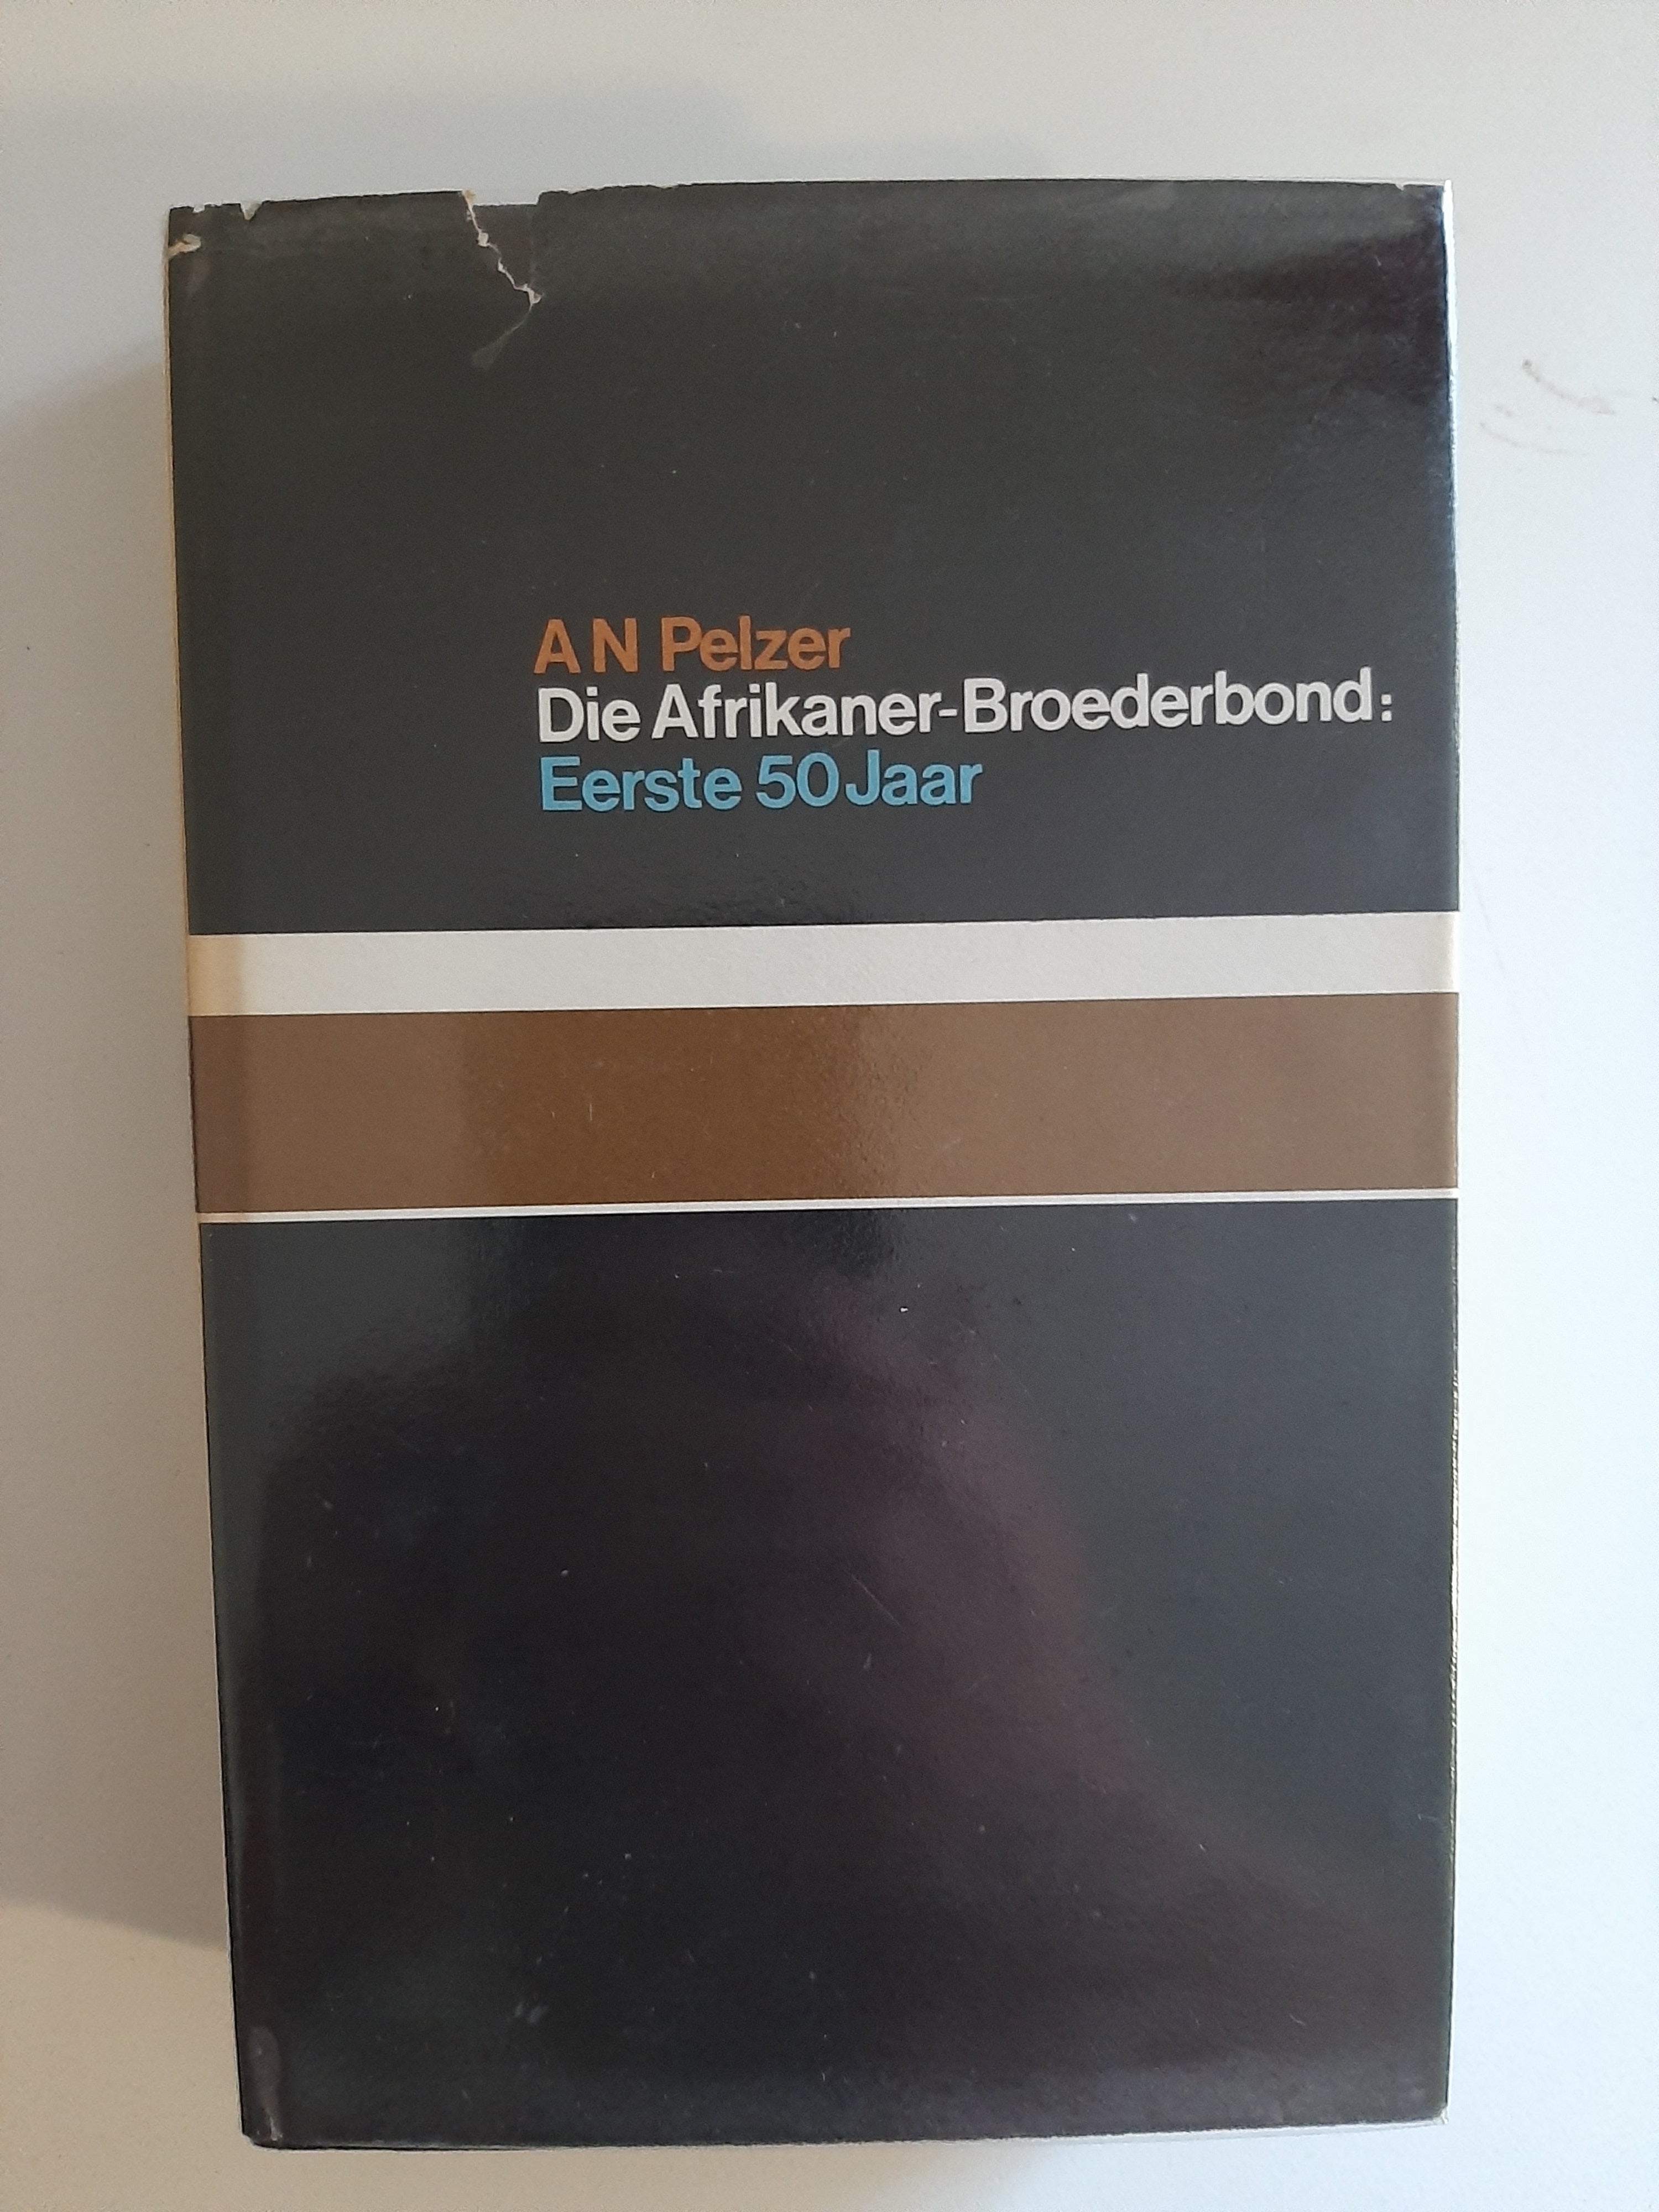 A N Pelzer
Die Afrikaner-Broederbond:
Eerste 50 Jaar